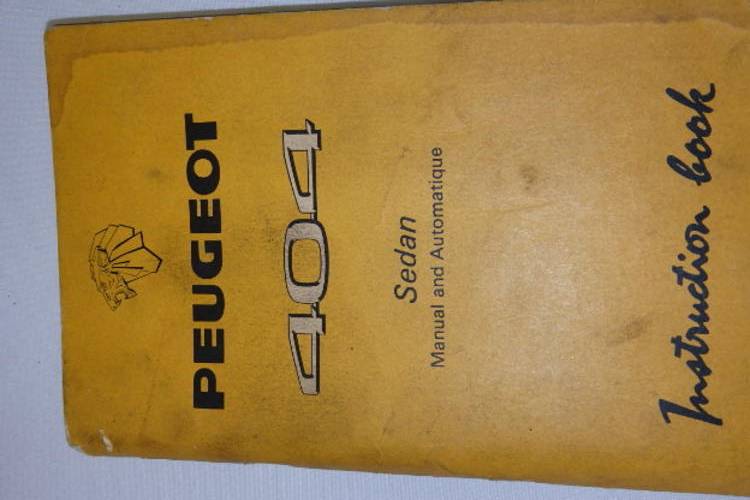 PEUGEOT
404
Sedan
Manual and Automatique
Instruction book